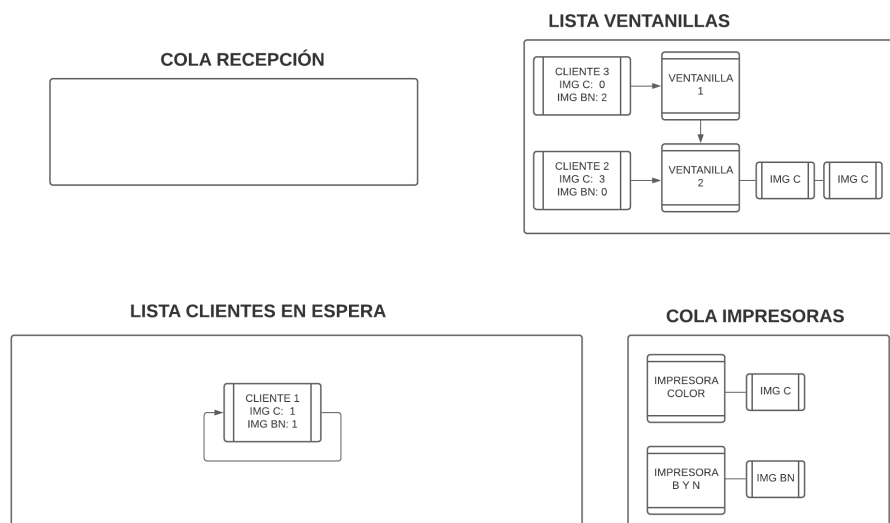 COLA RECEPCIÓN
LISTA VENTANILLAS
CLIENTE 3
IMG C:  0
IMG BN: 2
VENTANILLA
1
CLIENTE 2
IMG C:  3
IMG BN: 0
VENTANILLA
2
IMG C
IMG C
LISTA CLIENTES EN ESPERA
CLIENTE 1
IMG C:  1
IMG BN: 1
COLA IMPRESORAS
IMPRESORA
COLOR
IMG C
IMPRESORA
B Y N
IMG BN